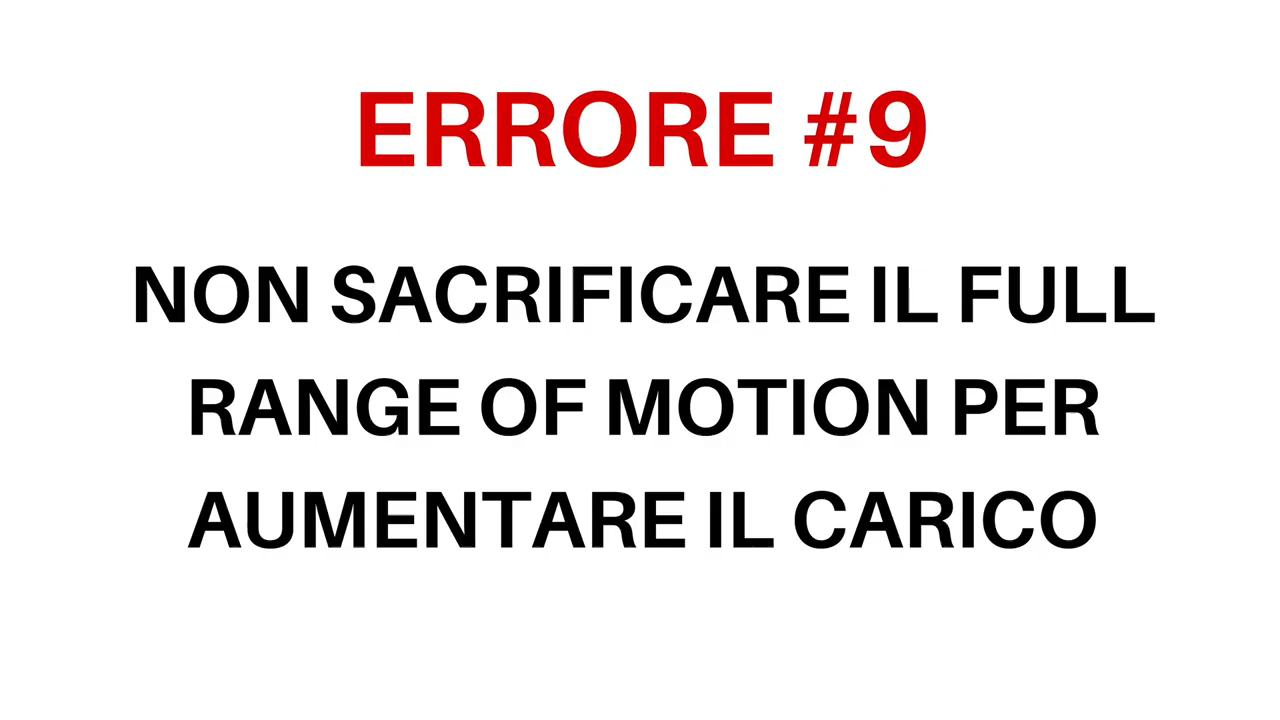 ERRORE #9
NON SACRIFICARE IL FULL
RANGE OF MOTION PER
AUMENTARE IL CARICO